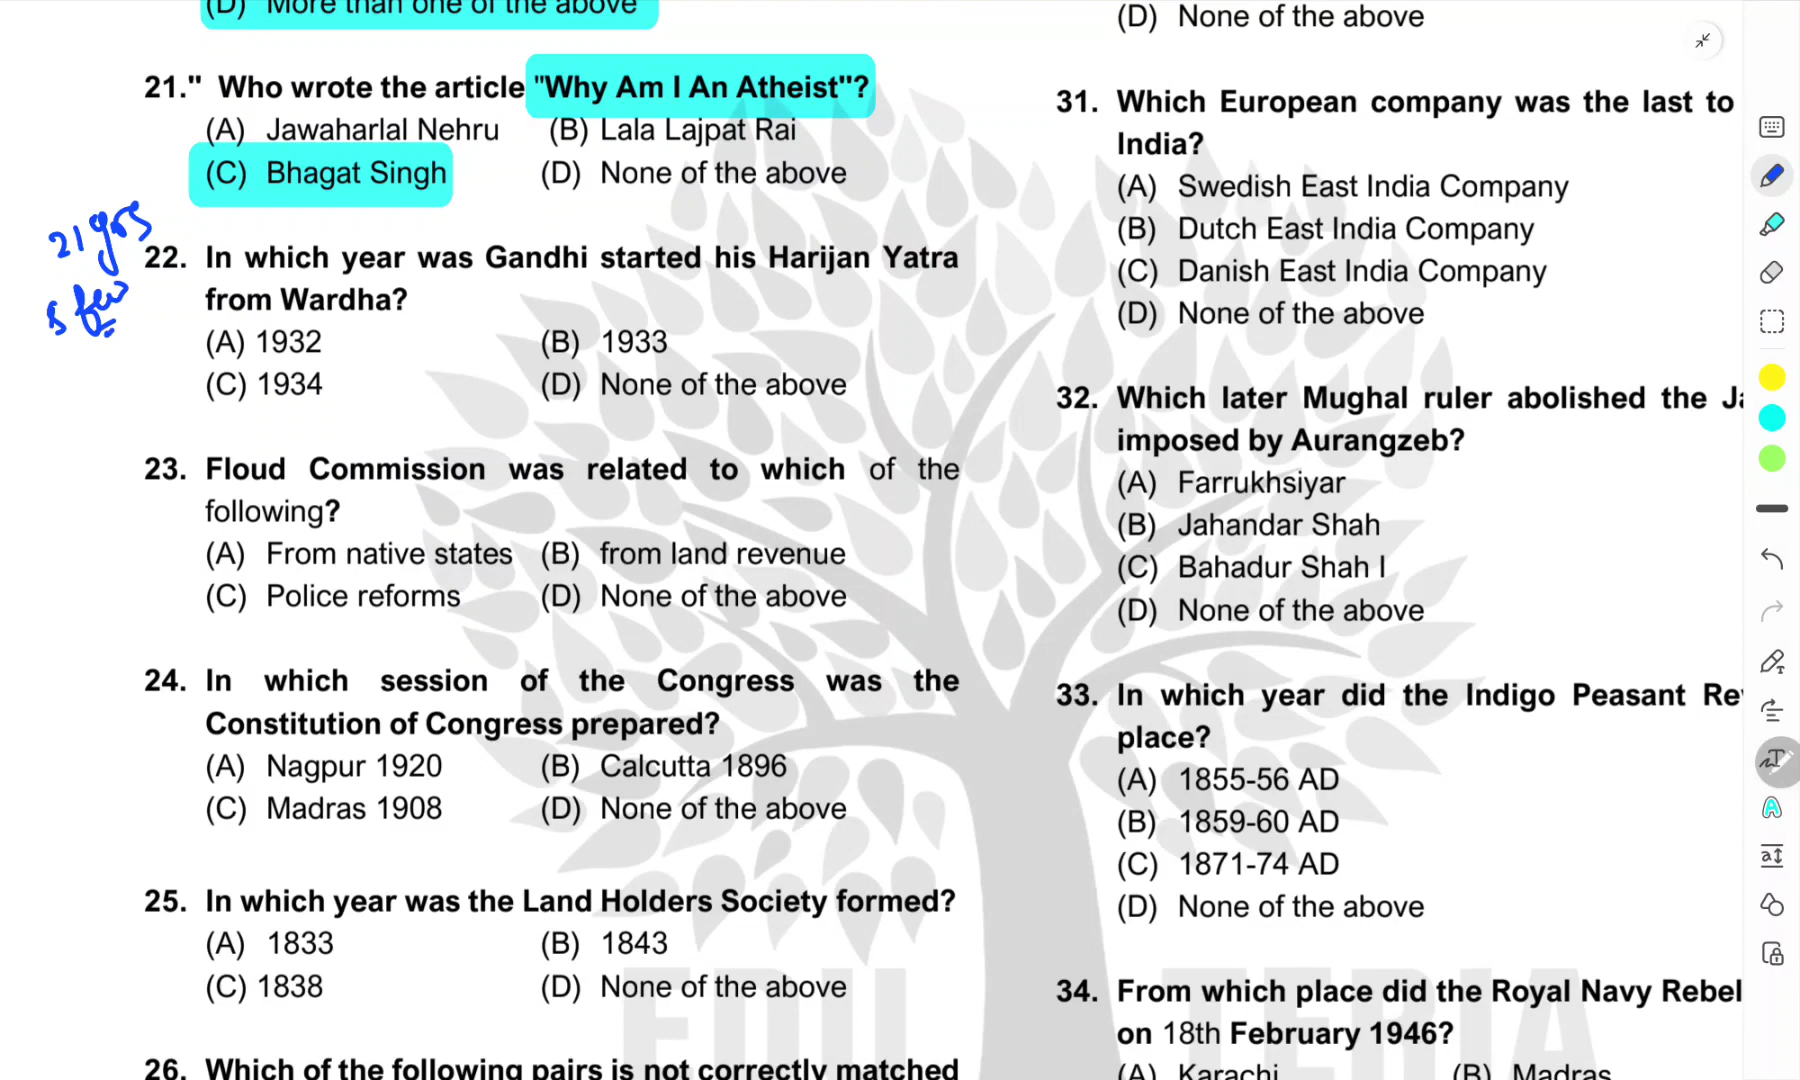 (D) More than one of the above
21." Who wrote the article "Why Am I An Atheist"?
(A) Jawaharlal Nehru (B) Lala Lajpat Rai
(C) Bhagat Singh (D) None of the above
21 yrs
22. In which year was Gandhi started his Harijan Yatra
from Wardha?
few
(A) 1932 (B) 1933
(C) 1934 (D) None of the above
23. Floud Commission was related to which of the
following?
(A) From native states (B) from land revenue
(C) Police reforms (D) None of the above
24. In which session of the Congress was the
Constitution of Congress prepared?
(A) Nagpur 1920 (B) Calcutta 1896
(C) Madras 1908 (D) None of the above
25. In which year was the Land Holders Society formed?
(A) 1833 (B) 1843
(C) 1838 (D) None of the above
26. Which of the following pairs is not correctly matched
(D) None of the above
31. Which European company was the last to
India?
(A) Swedish East India Company
(B) Dutch East India Company
(C) Danish East India Company
(D) None of the above
32. Which later Mughal ruler abolished the
imposed by Aurangzeb?
(A) Farrukhsiyar
(B) Jahandar Shah
(C) Bahadur Shah I
(D) None of the above
33. In which year did the Indigo Peasant
place?
(A) 1855-56 AD
(B) 1859-60 AD
(C) 1871-74 AD
(D) None of the above
34. From which place did the Royal Navy Rebel
on 18th February 1946?
(A) Karachi (B) Madras
EDU TERIA